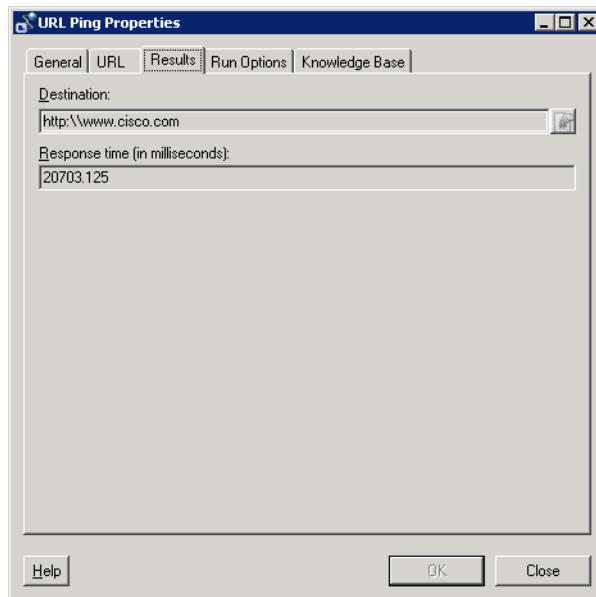 URL Ping Properties
General URL Results Run Options Knowledge Base
Destination:
http:\\www.cisco.com
Response time (in milliseconds):
20703.125
Help OK Close